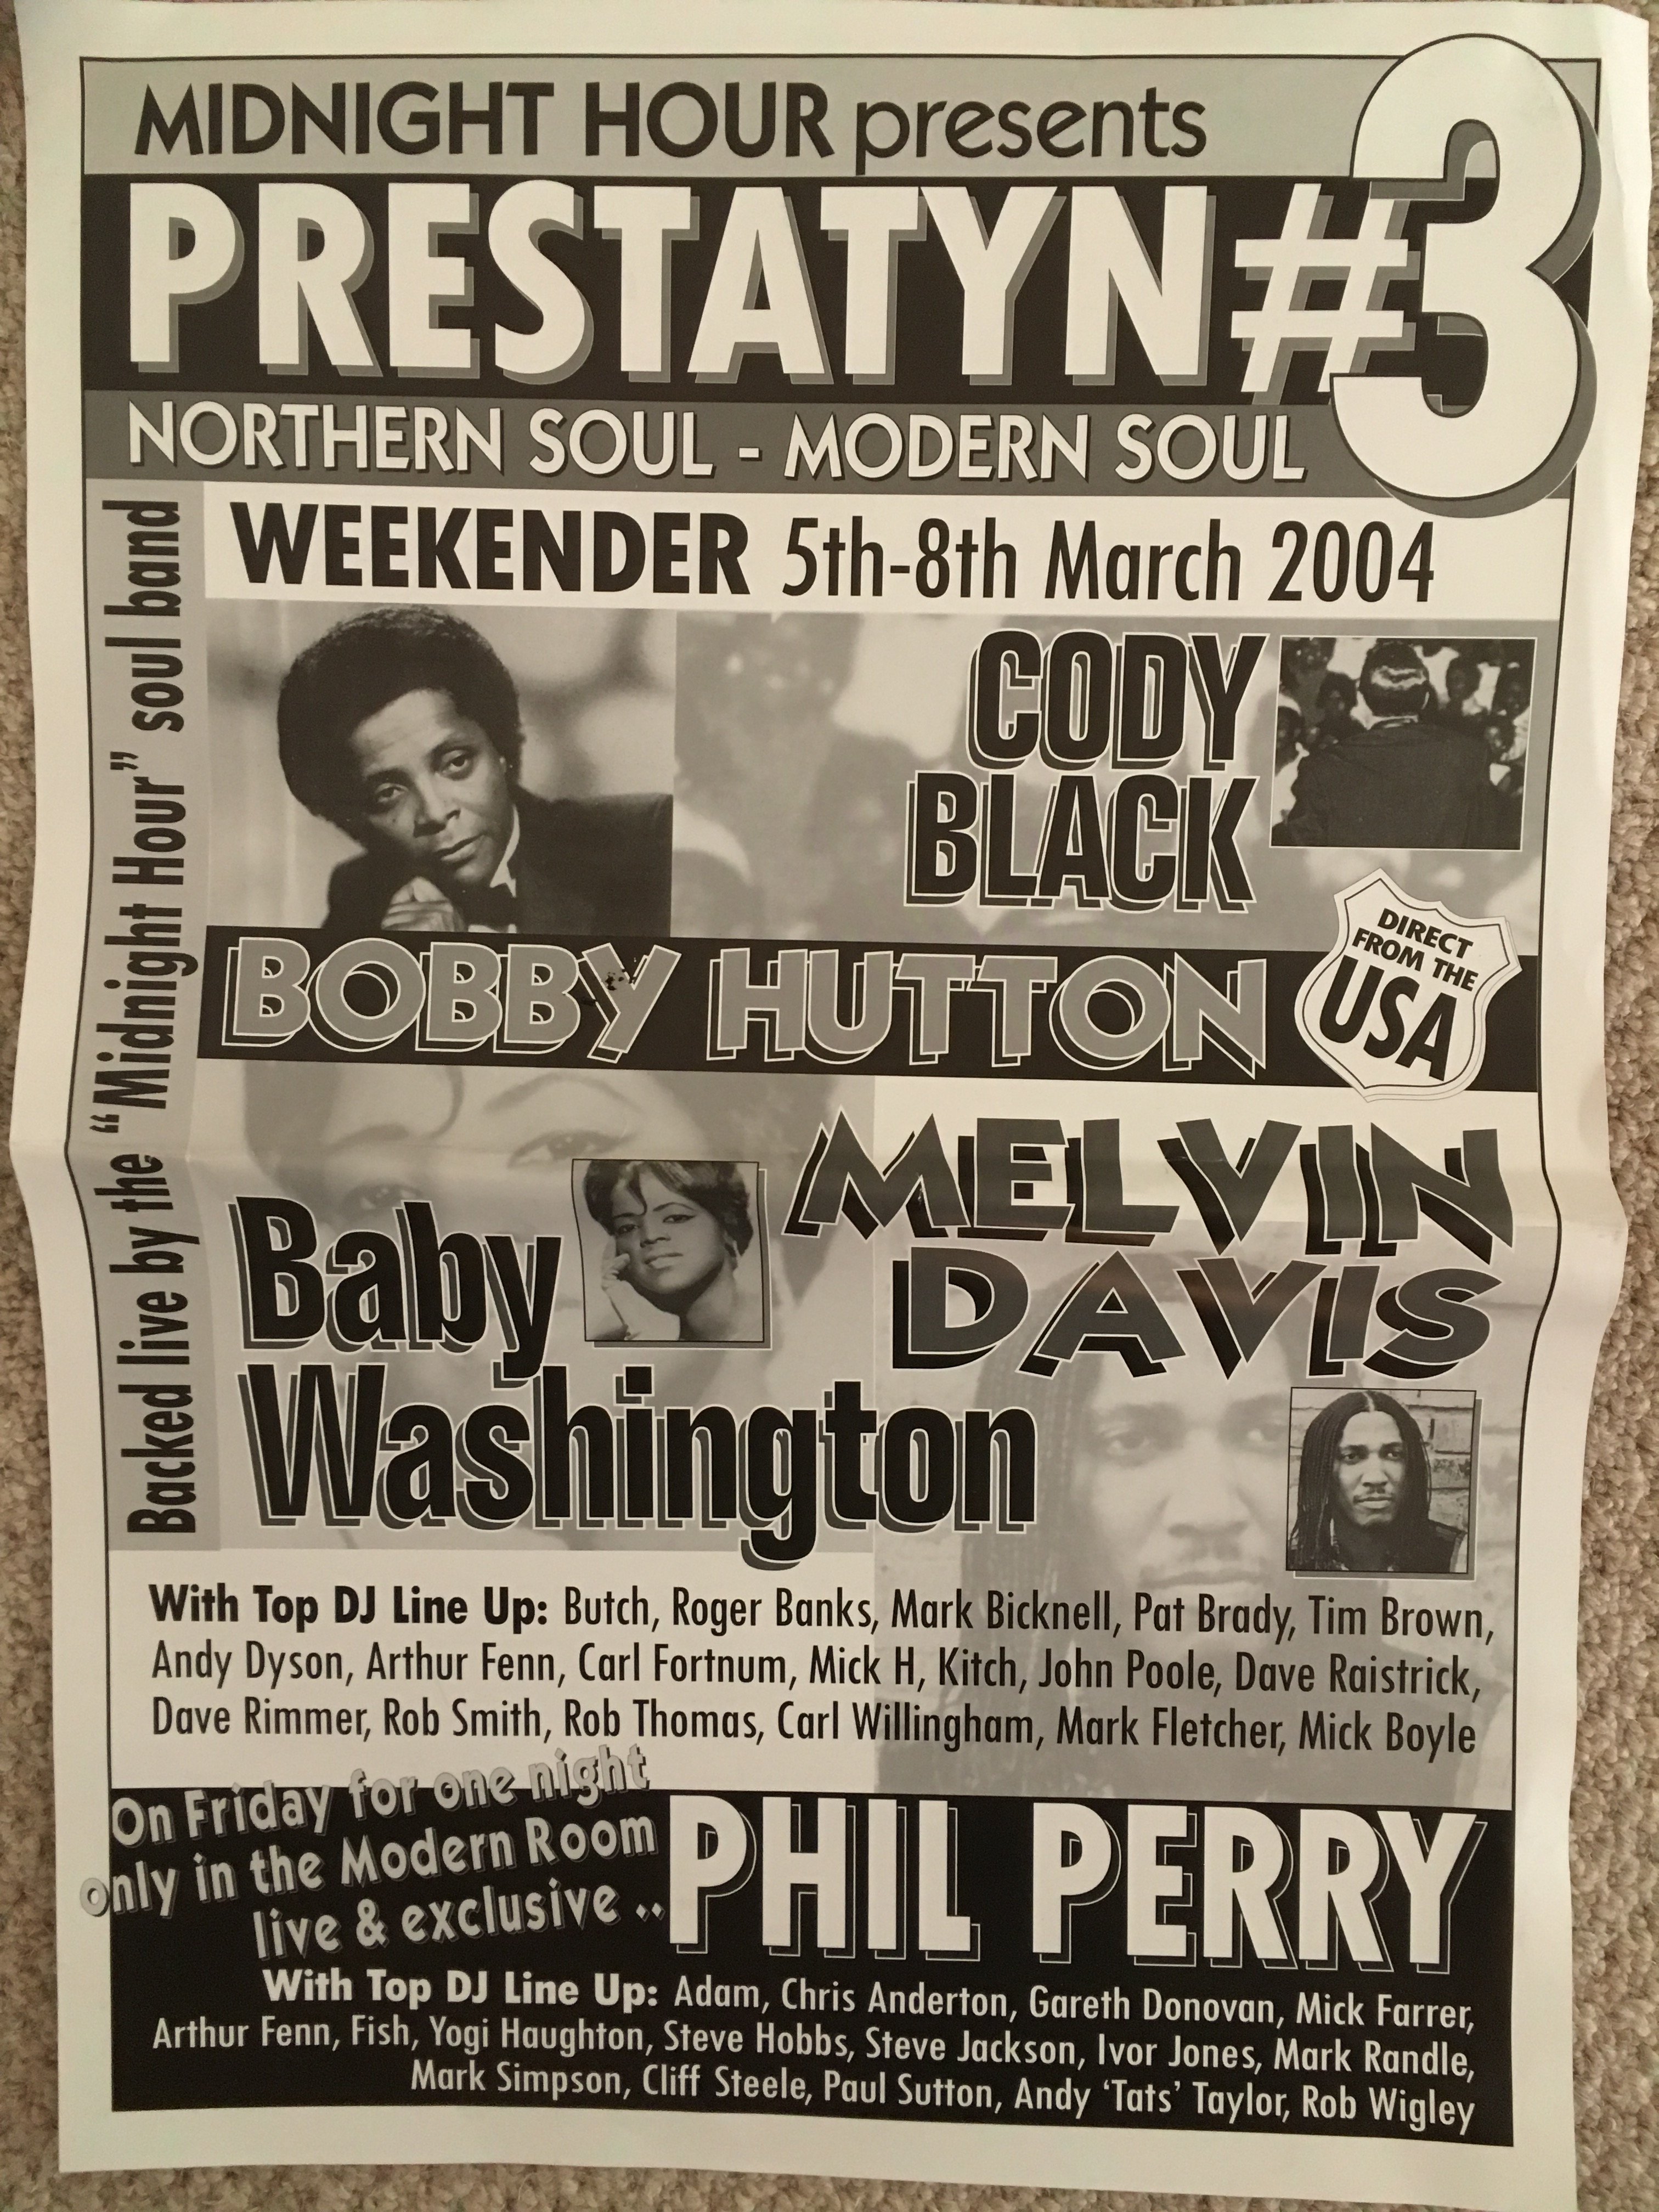 MIDNIGHT HOUR presents
PRESTATYN #3
NORTHERN SOUL - MODERN SOUL
WEEKENDER 5th-8th March 2004
Backed live by the "Midnight Hour" soul band
CODY
BLACK
BOBBY HUTTON
DIRECT
FROM THE
USA
MELVIN
DAVIS
Baby
Washington
With Top DJ Line Up: Butch, Roger Banks, Mark Bicknell, Pat Brady, Tim Brown,
Andy Dyson, Arthur Fenn, Carl Fortnum, Mick H, Kitch, John Poole, Dave Raistrick,
Dave Rimmer, Rob Smith, Rob Thomas, Carl Willingham, Mark Fletcher, Mick Boyle
On Friday for one night
only in the Modern Room
live & exclusive ..
PHIL PERRY
With Top DJ Line Up: Adam, Chris Anderton, Gareth Donovan, Mick Farrer,
Arthur Fenn, Fish, Yogi Haughton, Steve Hobbs, Steve Jackson, Ivor Jones, Mark Randle,
Mark Simpson, Cliff Steele, Paul Sutton, Andy 'Tats' Taylor, Rob Wigley